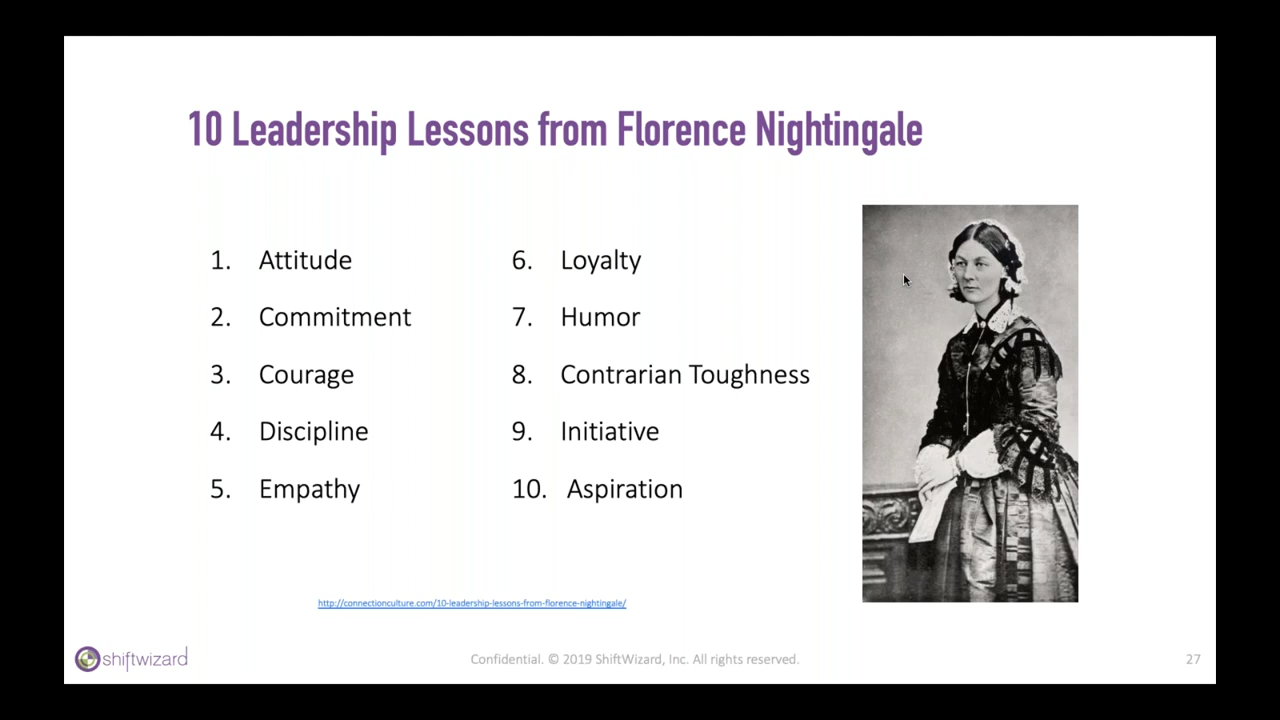 10 Leadership Lessons from Florence Nightingale
1. Attitude
2. Commitment
3. Courage
4. Discipline
5. Empathy
6. Loyalty
7. Humor
8. Contrarian Toughness
9. Initiative
10. Aspiration
http://connectionculture.com/10-leadership-lessons-from-florence-nightingale/
shiftwizard
Confidential. © 2019 ShiftWizard, Inc. All rights reserved.
27